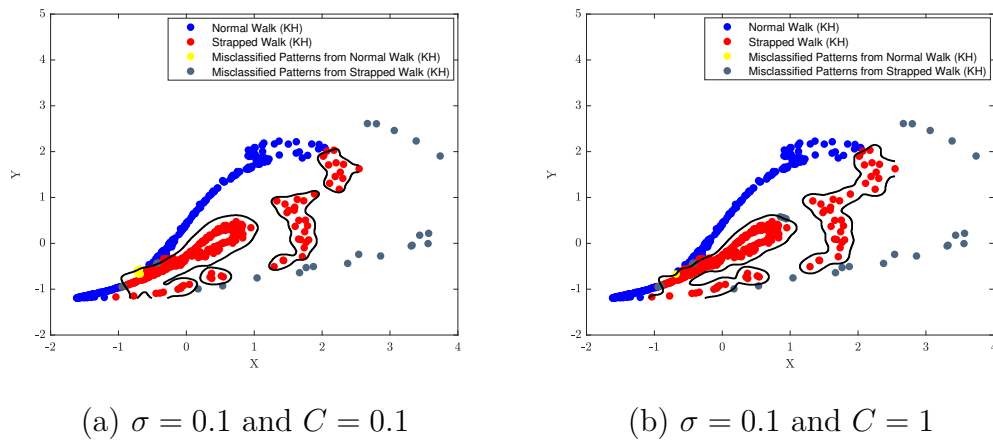 5
4
3
2
1
0
-1
-2
Y
-2
-1
0
1
2
3
4
X
Normal Walk (KH)
Strapped Walk (KH)
Misclassified Patterns from Normal Walk (KH)
Misclassified Patterns from Strapped Walk (KH)
(a) σ = 0.1 and C = 0.1
5
4
3
2
1
0
-1
-2
Y
-2
-1
0
1
2
3
4
X
Normal Walk (KH)
Strapped Walk (KH)
Misclassified Patterns from Normal Walk (KH)
Misclassified Patterns from Strapped Walk (KH)
(b) σ = 0.1 and C = 1